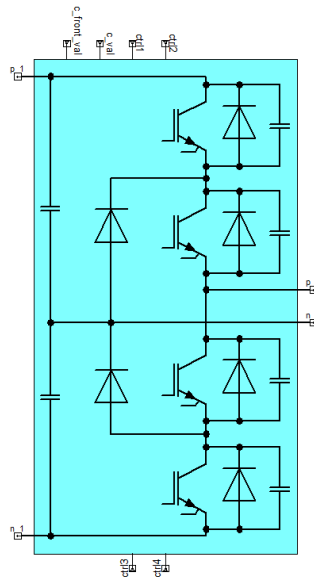 c_front_val
c_val
ctrl1
ctrl2
p_1
p
n
n_1
ctrl3
ctrl4